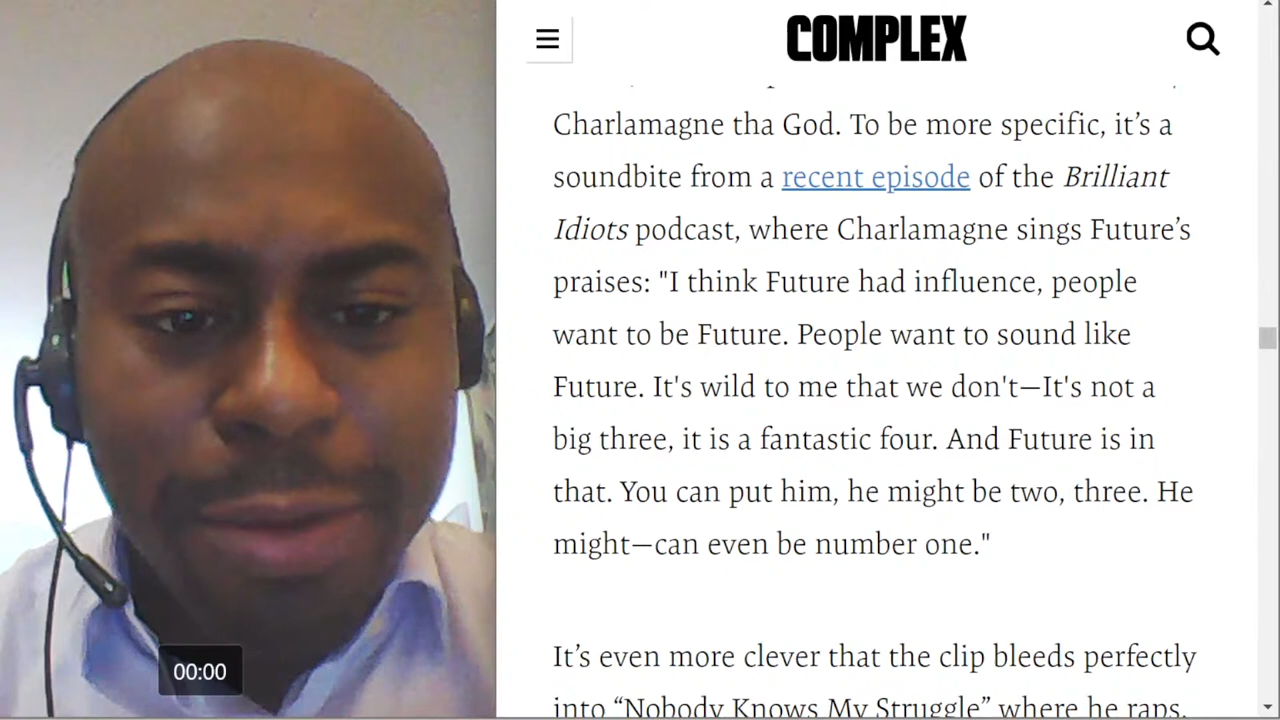 COMPLEX
Charlamagne tha God. To be more specific, it’s a
soundbite from a recent episode of the Brilliant
Idiots podcast, where Charlamagne sings Future’s
praises: "I think Future had influence, people
want to be Future. People want to sound like
Future. It's wild to me that we don't—It's not a
big three, it is a fantastic four. And Future is in
that. You can put him, he might be two, three. He
might—can even be number one."
It’s even more clever that the clip bleeds perfectly
into “Nobody Knows My Struggle” where he raps,
00:00